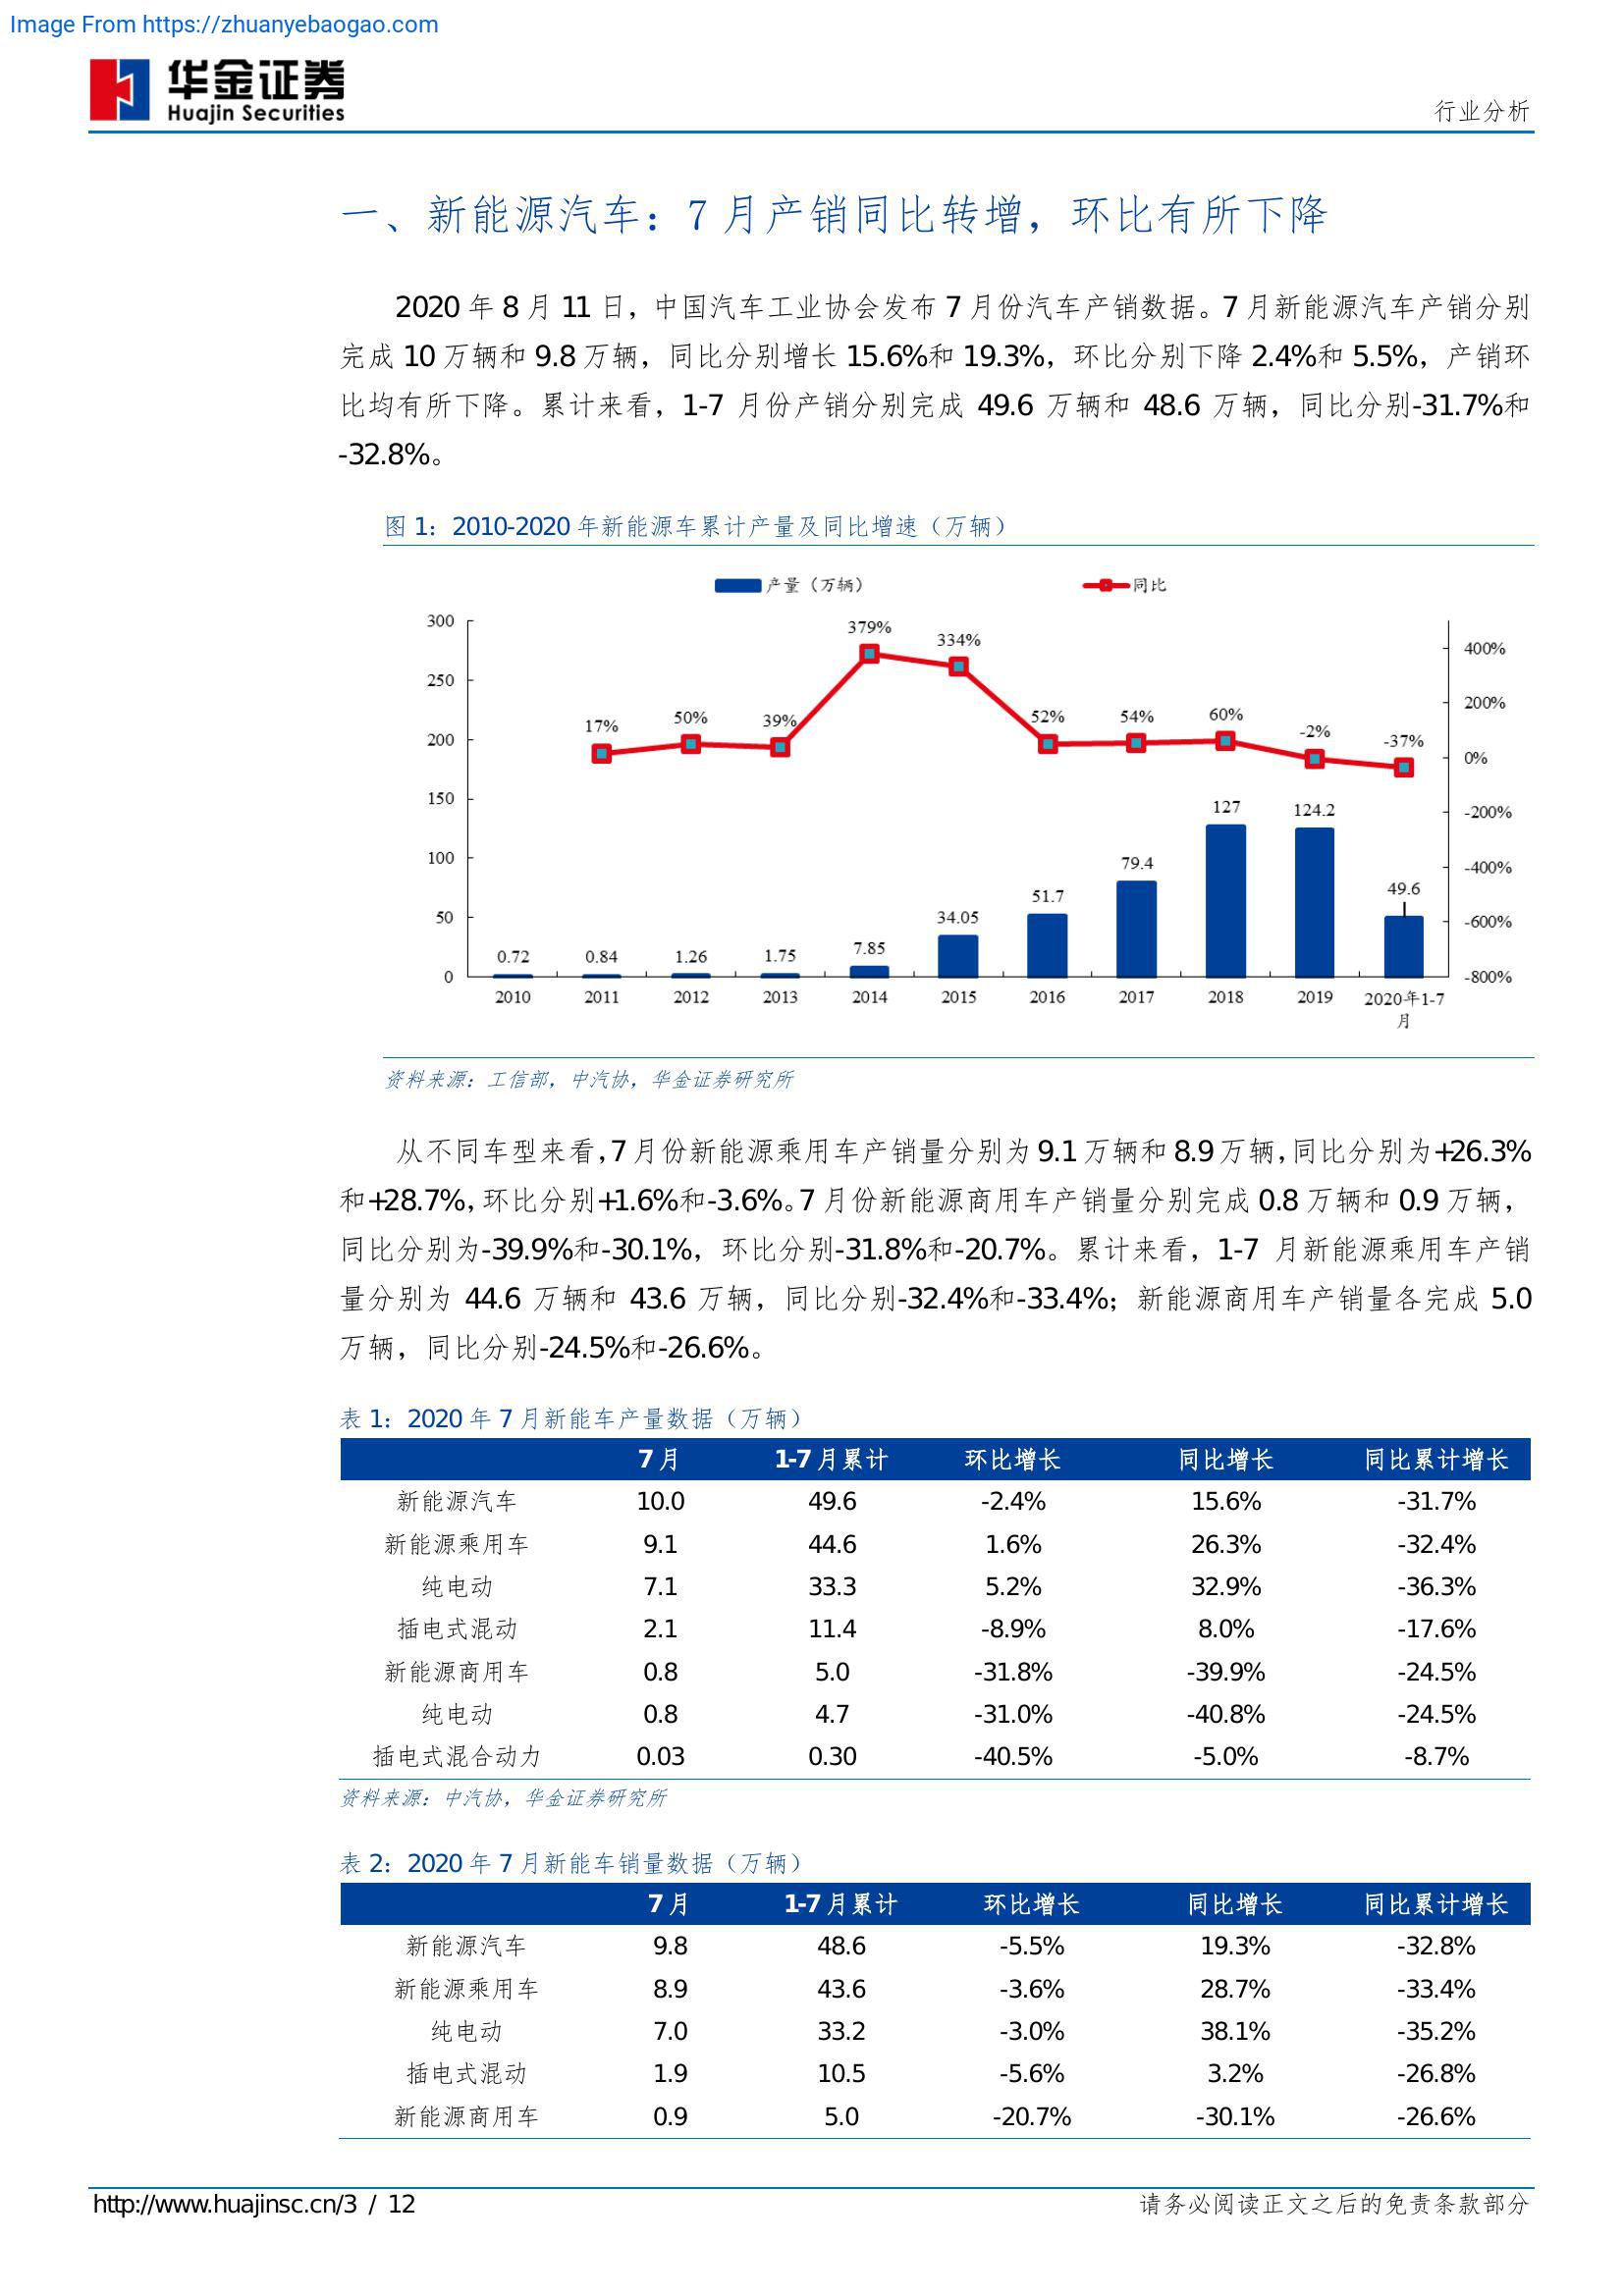 Image From https://zhuanyebaogao.com
华金证券
Huajin Securities
行业分析
一、新能源汽车：7 月产销同比转增，环比有所下降
2020 年 8 月 11 日，中国汽车工业协会发布 7 月份汽车产销数据。7 月新能源汽车产销分别
完成 10 万辆和 9.8 万辆，同比分别增长 15.6%和 19.3%，环比分别下降 2.4%和 5.5%，产销环
比均有所下降。累计来看，1-7 月份产销分别完成 49.6 万辆和 48.6 万辆，同比分别-31.7%和
-32.8%。
图 1：2010-2020 年新能源车累计产量及同比增速（万辆）
产量（万辆） 同比
300 379% 334% 400%
250 200%
17% 50% 39% 52% 54% 60% -2% -37%
200 0%
150 127 124.2 -200%
100 79.4 -400%
50 34.05 51.7 49.6 -600%
0.72 0.84 1.26 1.75 7.85
0 -800%
2010 2011 2012 2013 2014 2015 2016 2017 2018 2019 2020年1-7
月
资料来源：工信部，中汽协，华金证券研究所
从不同车型来看，7 月份新能源乘用车产销量分别为 9.1 万辆和 8.9 万辆，同比分别为+26.3%
和+28.7%，环比分别+1.6%和-3.6%。7 月份新能源商用车产销量分别完成 0.8 万辆和 0.9 万辆，
同比分别为-39.9%和-30.1%，环比分别-31.8%和-20.7%。累计来看，1-7 月新能源乘用车产销
量分别为 44.6 万辆和 43.6 万辆，同比分别-32.4%和-33.4%；新能源商用车产销量各完成 5.0
万辆，同比分别-24.5%和-26.6%。
表 1：2020 年 7 月新能车产量数据（万辆）
7 月 1-7 月累计 环比增长 同比增长 同比累计增长
新能源汽车 10.0 49.6 -2.4% 15.6% -31.7%
新能源乘用车 9.1 44.6 1.6% 26.3% -32.4%
纯电动 7.1 33.3 5.2% 32.9% -36.3%
插电式混动 2.1 11.4 -8.9% 8.0% -17.6%
新能源商用车 0.8 5.0 -31.8% -39.9% -24.5%
纯电动 0.8 4.7 -31.0% -40.8% -24.5%
插电式混合动力 0.03 0.30 -40.5% -5.0% -8.7%
资料来源：中汽协，华金证券研究所
表 2：2020 年 7 月新能车销量数据（万辆）
7 月 1-7 月累计 环比增长 同比增长 同比累计增长
新能源汽车 9.8 48.6 -5.5% 19.3% -32.8%
新能源乘用车 8.9 43.6 -3.6% 28.7% -33.4%
纯电动 7.0 33.2 -3.0% 38.1% -35.2%
插电式混动 1.9 10.5 -5.6% 3.2% -26.8%
新能源商用车 0.9 5.0 -20.7% -30.1% -26.6%
http://www.huajinsc.cn/3 / 12
请务必阅读正文之后的免责条款部分